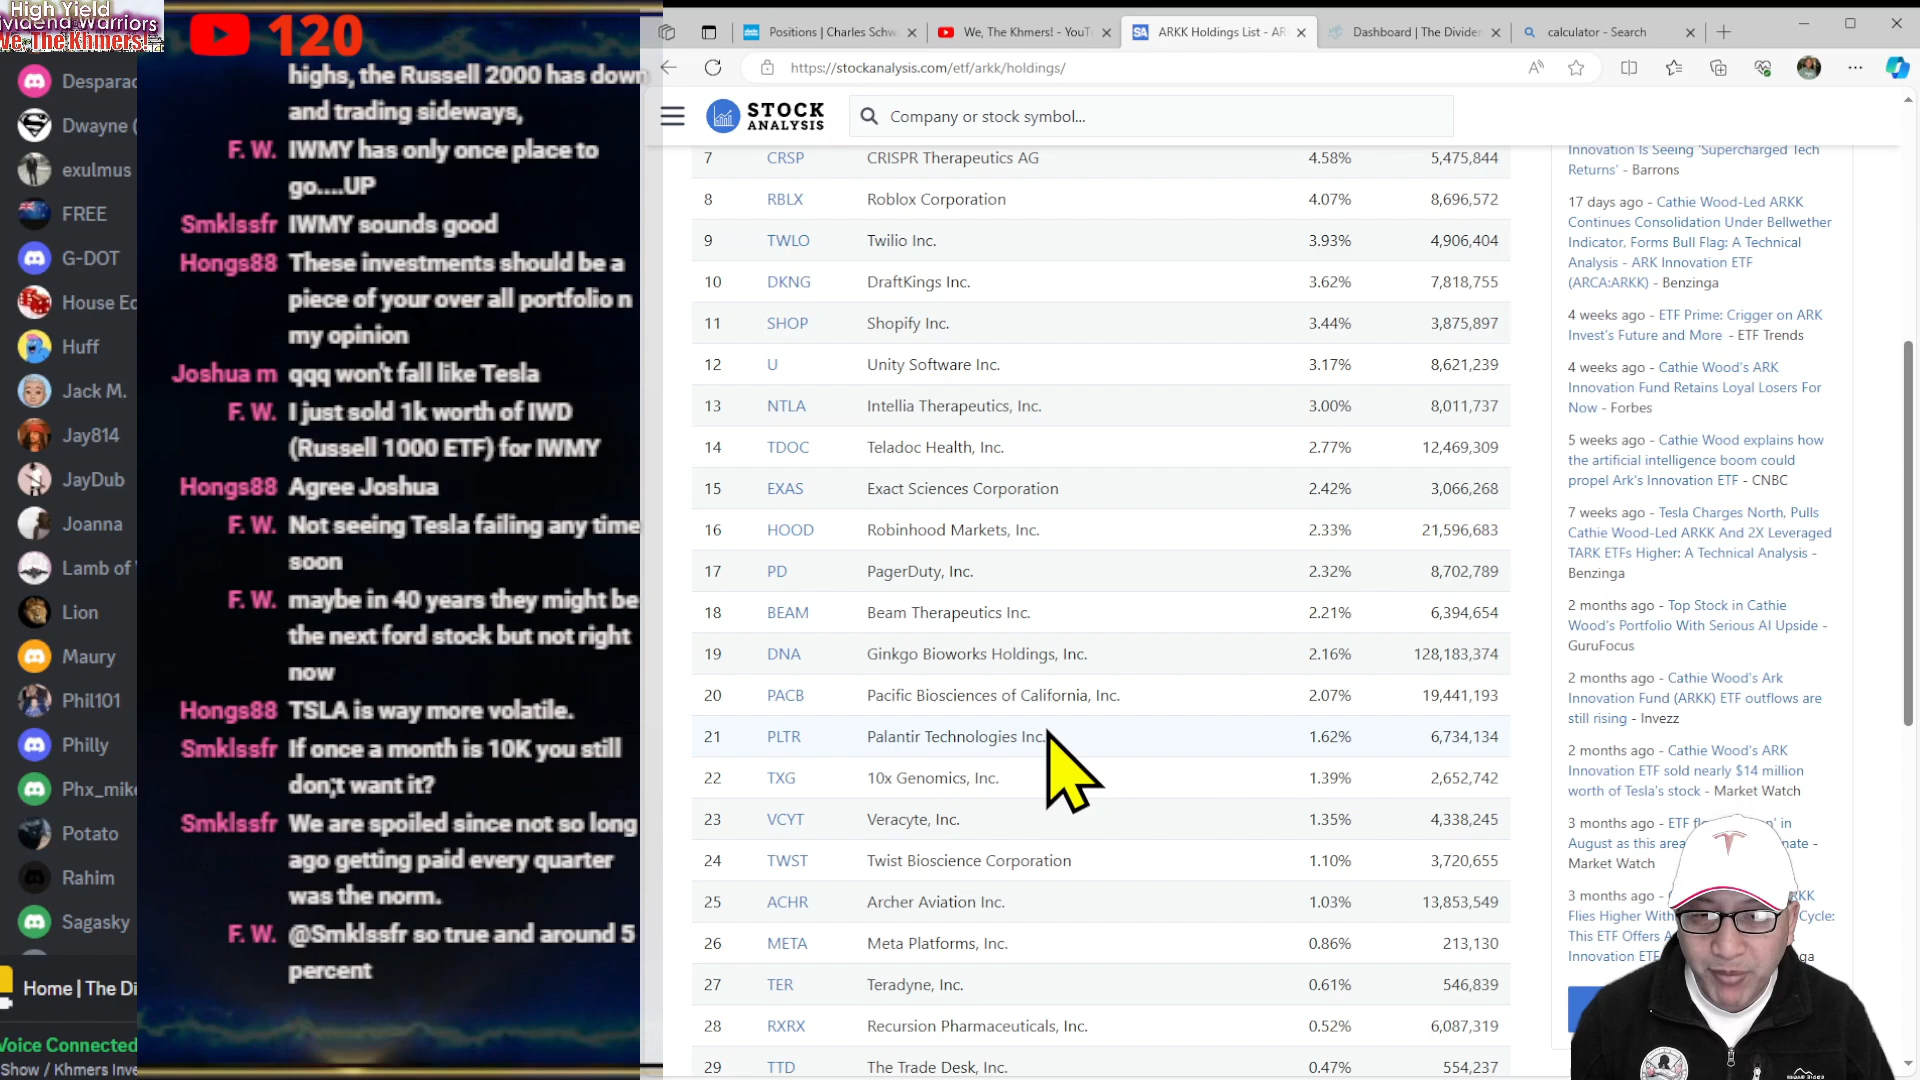 High Yield
Dividend Warriors
We, The Khmers!
120
Desparac
Dwayne (
exulmus
FREE
G-DOT
House Ec
Huff
Jack M.
Jay814
JayDub
Joanna
Lamb of
Lion
Maury
Phil101
Philly
Phx_mike
Potato
Rahim
Sagasky
Home | The Di
Voice Connected
Show / Khmers Inve
highs, the Russell 2000 has down
and trading sideways,
F. W. IWMY has only once place to
go....UP
Smklssfr IWMY sounds good
Hongs88 These investments should be a
piece of your over all portfolio n
my opinion
Joshua m qqq won't fall like Tesla
F. W. I just sold 1k worth of IWD
(Russell 1000 ETF) for IWMY
Hongs88 Agree Joshua
F. W. Not seeing Tesla failing any time
soon
F. W. maybe in 40 years they might be
the next ford stock but not right
now
Hongs88 TSLA is way more volatile.
Smklssfr If once a month is 10K you still
don;t want it?
Smklssfr We are spoiled since not so long
ago getting paid every quarter
was the norm.
F. W. @Smklssfr so true and around 5
percent
Positions | Charles Schw
We, The Khmers! - YouT
ARKK Holdings List - AR
Dashboard | The Divide
calculator - Search
https://stockanalysis.com/etf/arkk/holdings/
STOCK
ANALYSIS
Company or stock symbol...
7 CRSP CRISPR Therapeutics AG 4.58% 5,475,844
8 RBLX Roblox Corporation 4.07% 8,696,572
9 TWLO Twilio Inc. 3.93% 4,906,404
10 DKNG DraftKings Inc. 3.62% 7,818,755
11 SHOP Shopify Inc. 3.44% 3,875,897
12 U Unity Software Inc. 3.17% 8,621,239
13 NTLA Intellia Therapeutics, Inc. 3.00% 8,011,737
14 TDOC Teladoc Health, Inc. 2.77% 12,469,309
15 EXAS Exact Sciences Corporation 2.42% 3,066,268
16 HOOD Robinhood Markets, Inc. 2.33% 21,596,683
17 PD PagerDuty, Inc. 2.32% 8,702,789
18 BEAM Beam Therapeutics Inc. 2.21% 6,394,654
19 DNA Ginkgo Bioworks Holdings, Inc. 2.16% 128,183,374
20 PACB Pacific Biosciences of California, Inc. 2.07% 19,441,193
21 PLTR Palantir Technologies Inc. 1.62% 6,734,134
22 TXG 10x Genomics, Inc. 1.39% 2,652,742
23 VCYT Veracyte, Inc. 1.35% 4,338,245
24 TWST Twist Bioscience Corporation 1.10% 3,720,655
25 ACHR Archer Aviation Inc. 1.03% 13,853,549
26 META Meta Platforms, Inc. 0.86% 213,130
27 TER Teradyne, Inc. 0.61% 546,839
28 RXRX Recursion Pharmaceuticals, Inc. 0.52% 6,087,319
29 TTD The Trade Desk, Inc. 0.47% 554,237
Innovation Is Seeing 'Supercharged Tech
Returns' - Barrons
17 days ago - Cathie Wood-Led ARKK
Continues Consolidation Under Bellwether
Indicator, Forms Bull Flag: A Technical
Analysis - ARK Innovation ETF
(ARCA:ARKK) - Benzinga
4 weeks ago - ETF Prime: Crigger on ARK
Invest's Future and More - ETF Trends
4 weeks ago - Cathie Wood's ARK
Innovation Fund Retains Loyal Losers For
Now - Forbes
5 weeks ago - Cathie Wood explains how
the artificial intelligence boom could
propel Ark's Innovation ETF - CNBC
7 weeks ago - Tesla Charges North, Pulls
Cathie Wood-Led ARKK And 2X Leveraged
TARK ETFs Higher: A Technical Analysis -
Benzinga
2 months ago - Top Stock in Cathie
Wood's Portfolio With Serious AI Upside -
GuruFocus
2 months ago - Cathie Wood's Ark
Innovation Fund (ARKK) ETF outflows are
still rising - Invezz
2 months ago - Cathie Wood's ARK
Innovation ETF sold nearly $14 million
worth of Tesla's stock - Market Watch
3 months ago - ETF in
August as this area
Market Watch
3 months ago - RKK
Flies Higher With Cycle:
This ETF Offers
Innovation ETF